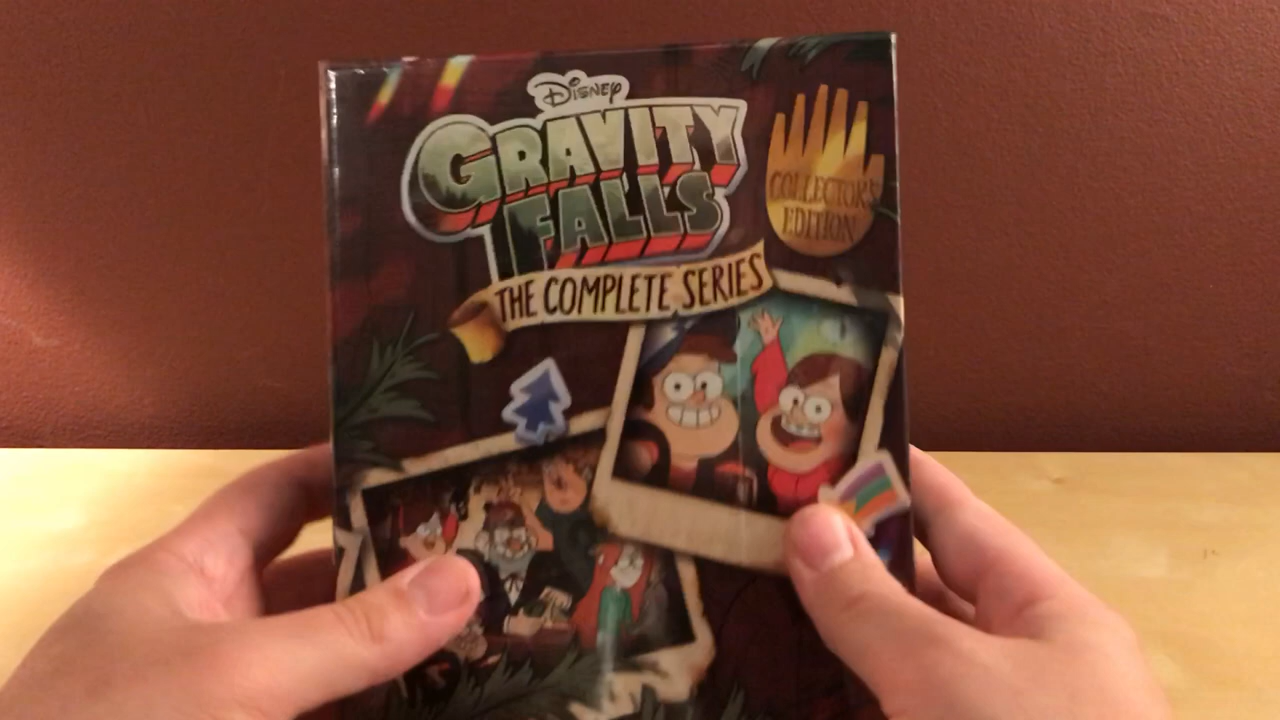 Disney
GRAVITY
FALLS
THE COMPLETE SERIES
COLLECTOR'S
EDITION